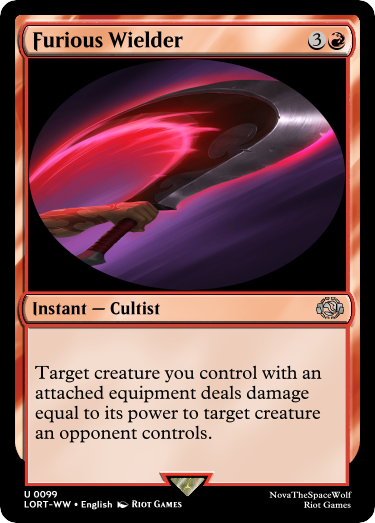 Furious Wielder 3
Instant — Cultist
Target creature you control with an
attached equipment deals damage
equal to its power to target creature
an opponent controls.
U 0099
LORT-WW • English RIOT GAMES
NovaTheSpaceWolf
Riot Games